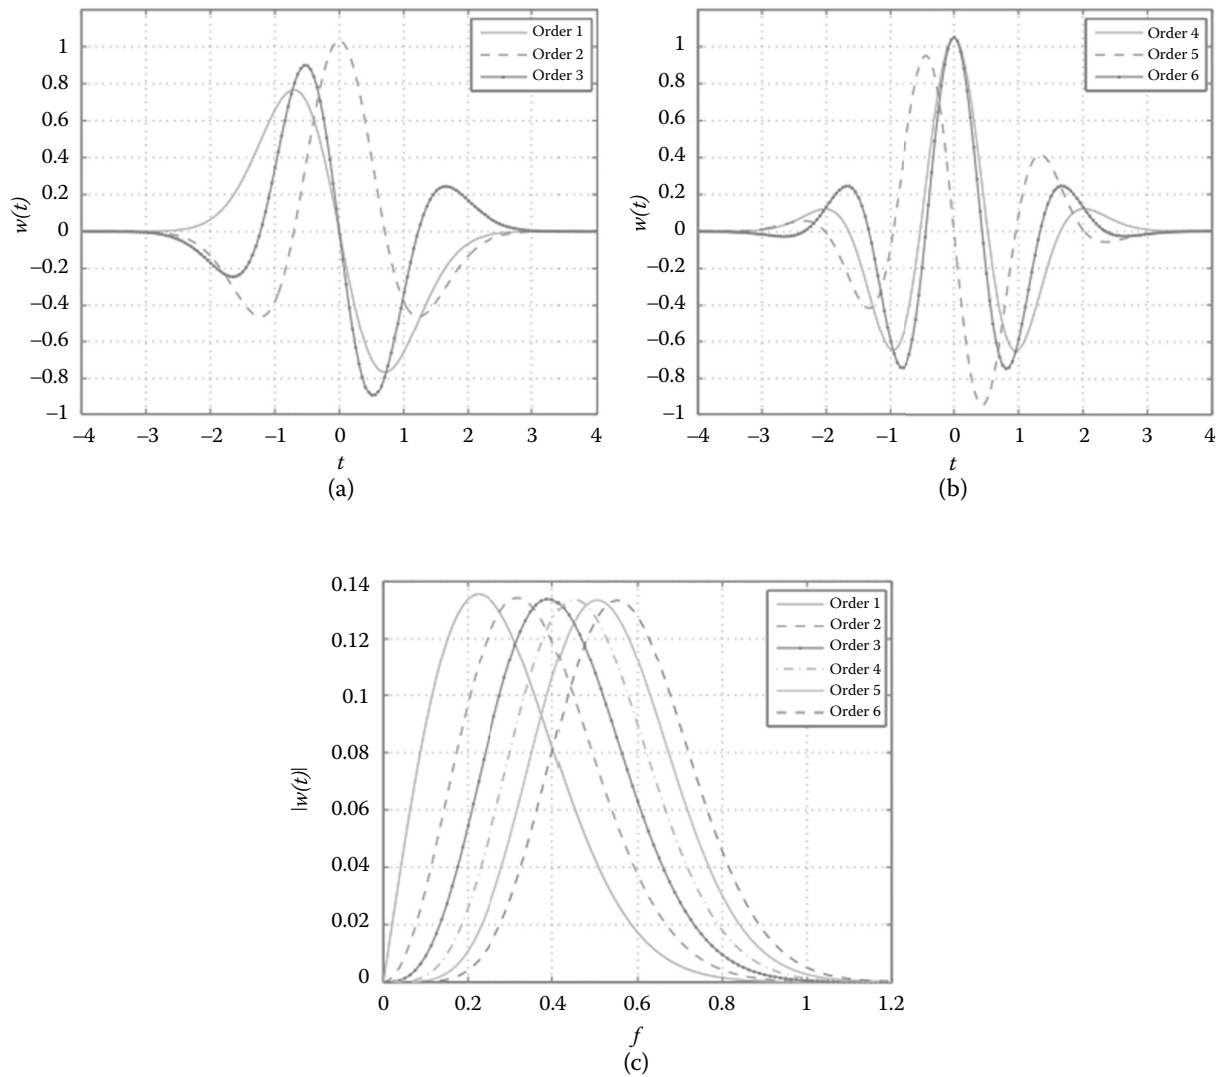 Order 1
Order 2
Order 3
1
0.8
0.6
0.4
0.2
0
–0.2
–0.4
–0.6
–0.8
–1
w(t)
–4 –3 –2 –1 0 1 2 3 4
t
(a)
Order 4
Order 5
Order 6
1
0.8
0.6
0.4
0.2
0
–0.2
–0.4
–0.6
–0.8
–1
w(t)
–4 –3 –2 –1 0 1 2 3 4
t
(b)
Order 1
Order 2
Order 3
Order 4
Order 5
Order 6
0.14
0.12
0.1
0.08
0.06
0.04
0.02
0
|w(t)|
0 0.2 0.4 0.6 0.8 1 1.2
f
(c)